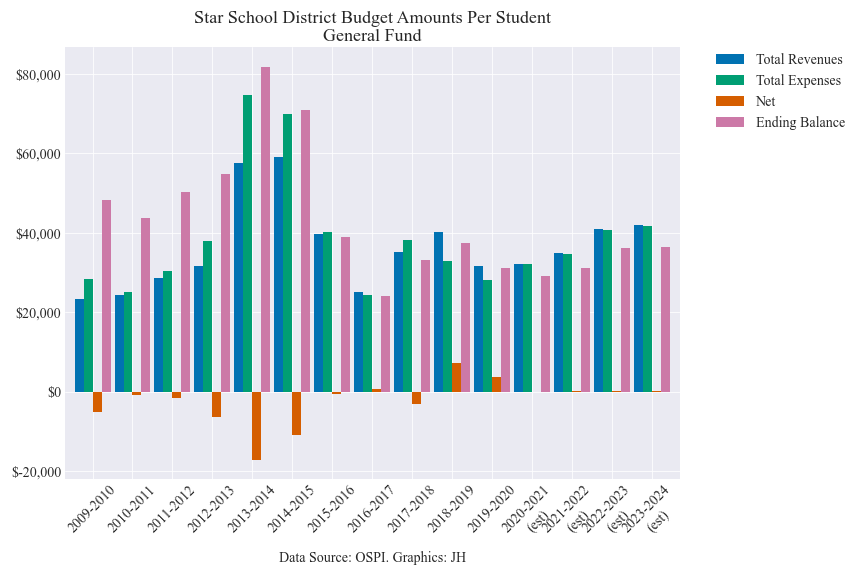 Star School District Budget Amounts Per Student
General Fund
Total Revenues
Total Expenses
Net
Ending Balance
$80,000
$60,000
$40,000
$20,000
$0
$-20,000
2009-2010
2010-2011
2011-2012
2012-2013
2013-2014
2014-2015
2015-2016
2016-2017
2017-2018
2018-2019
2019-2020
2020-2021
(est)
2021-2022
(est)
2022-2023
(est)
2023-2024
(est)
Data Source: OSPI. Graphics: JH